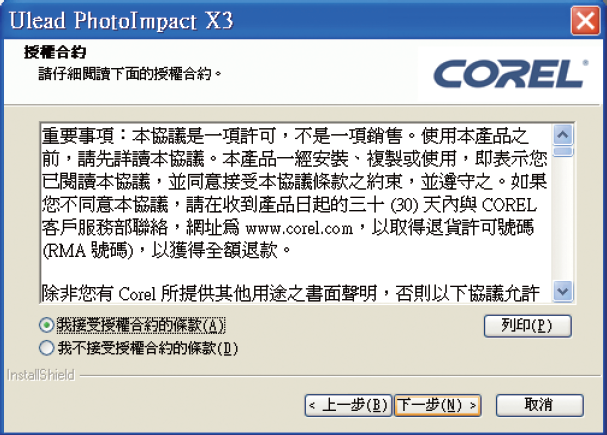 Ulead PhotoImpact X3
授權合約
請仔細閱讀下面的授權合約。
COREL
重要事項：本協議是一項許可，不是一項銷售。使用本產品之
前，請先詳讀本協議。本產品一經安裝、複製或使用，即表示您
已閱讀本協議，並同意接受本協議條款之約束，並遵守之。如果
您不同意本協議，請在收到產品日起的三十 (30) 天內與 COREL
客戶服務部聯絡，網址為 www.corel.com，以取得退貨許可號碼
(RMA 號碼)，以獲得全額退款。
除非您有 Corel 所提供其他用途之書面聲明，否則以下協議允許
我接受授權合約的條款(A)
列印(P)
我不接受授權合約的條款(D)
InstallShield
< 上一步(B)
下一步(N) >
取消